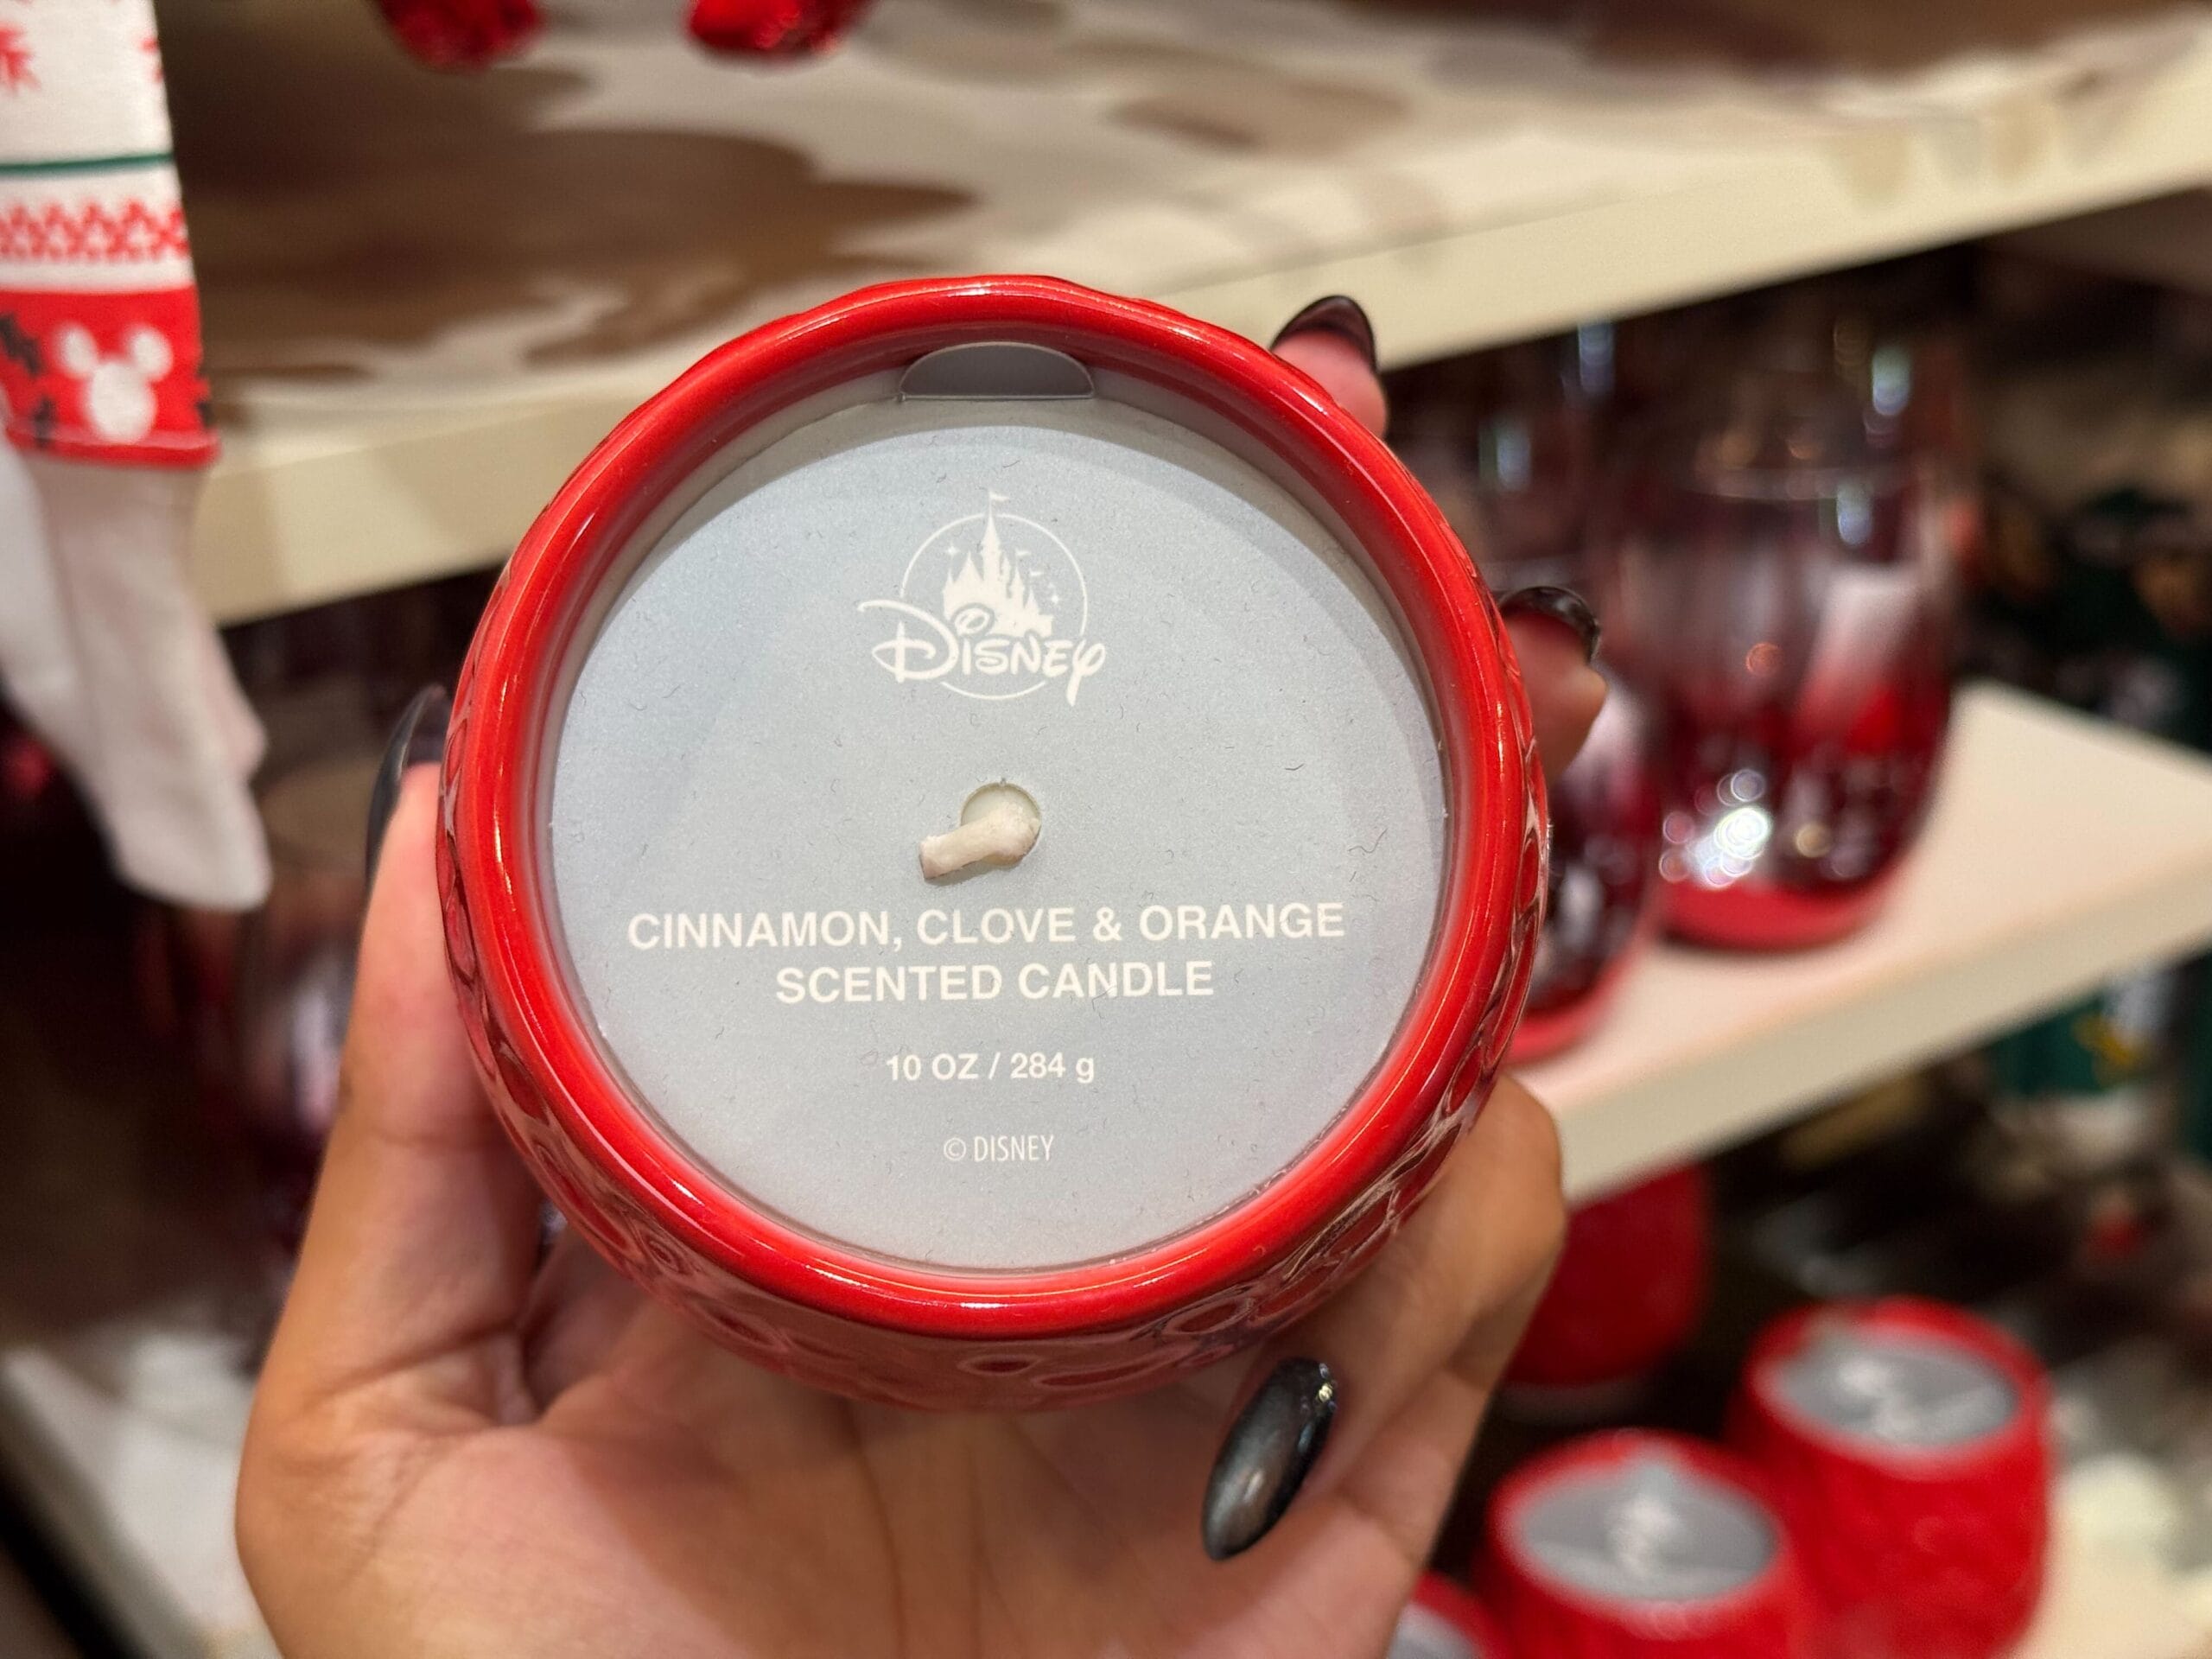 Disney
CINNAMON, CLOVE & ORANGE
SCENTED CANDLE
10 OZ / 284 g
© DISNEY